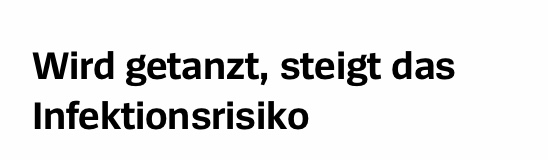 Wird getanzt, steigt das
Infektionsrisiko